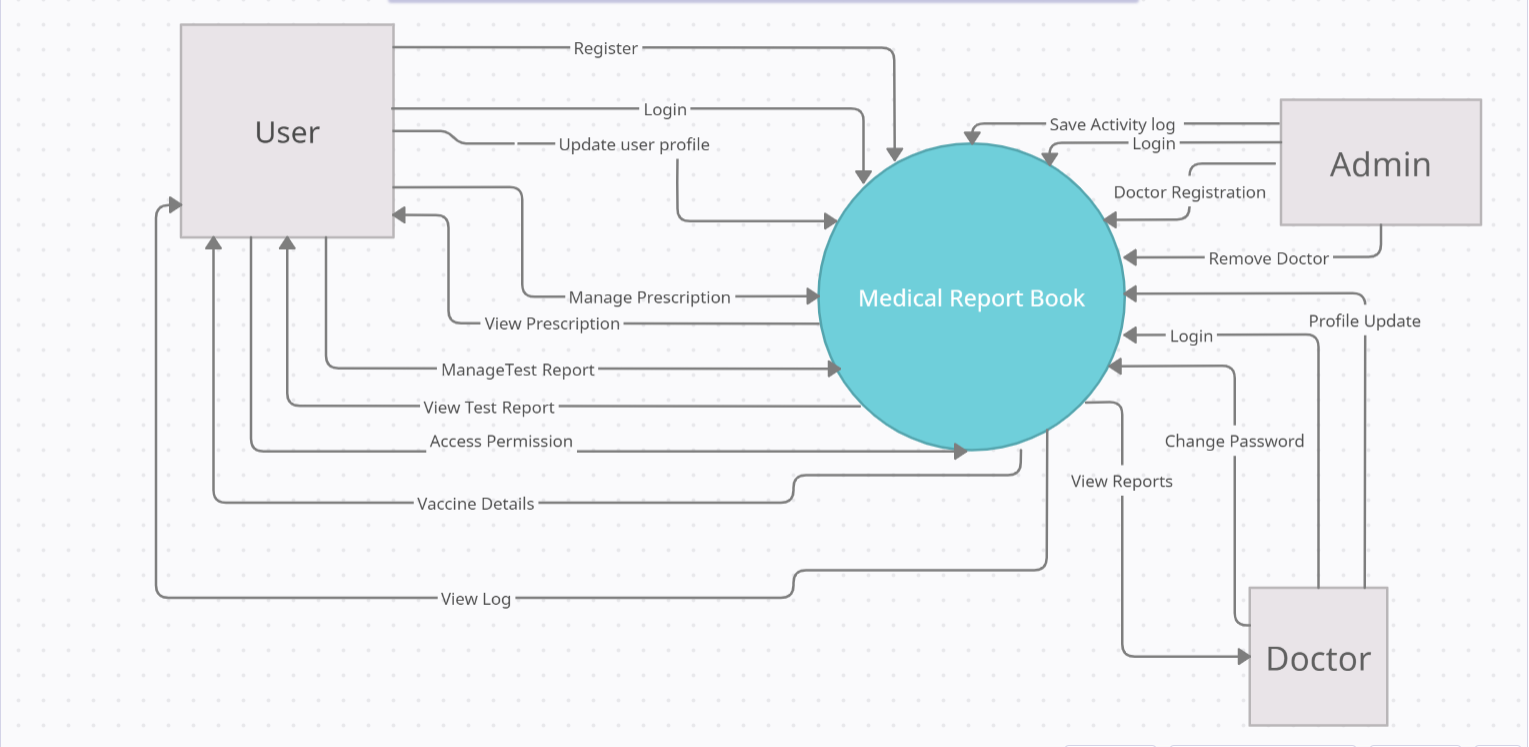 User
Register
Login
Update user profile
Manage Prescription
View Prescription
ManageTest Report
View Test Report
Access Permission
Vaccine Details
View Log
Medical Report Book
Save Activity log
Login
Doctor Registration
Remove Doctor
Admin
Profile Update
Login
Change Password
View Reports
Doctor